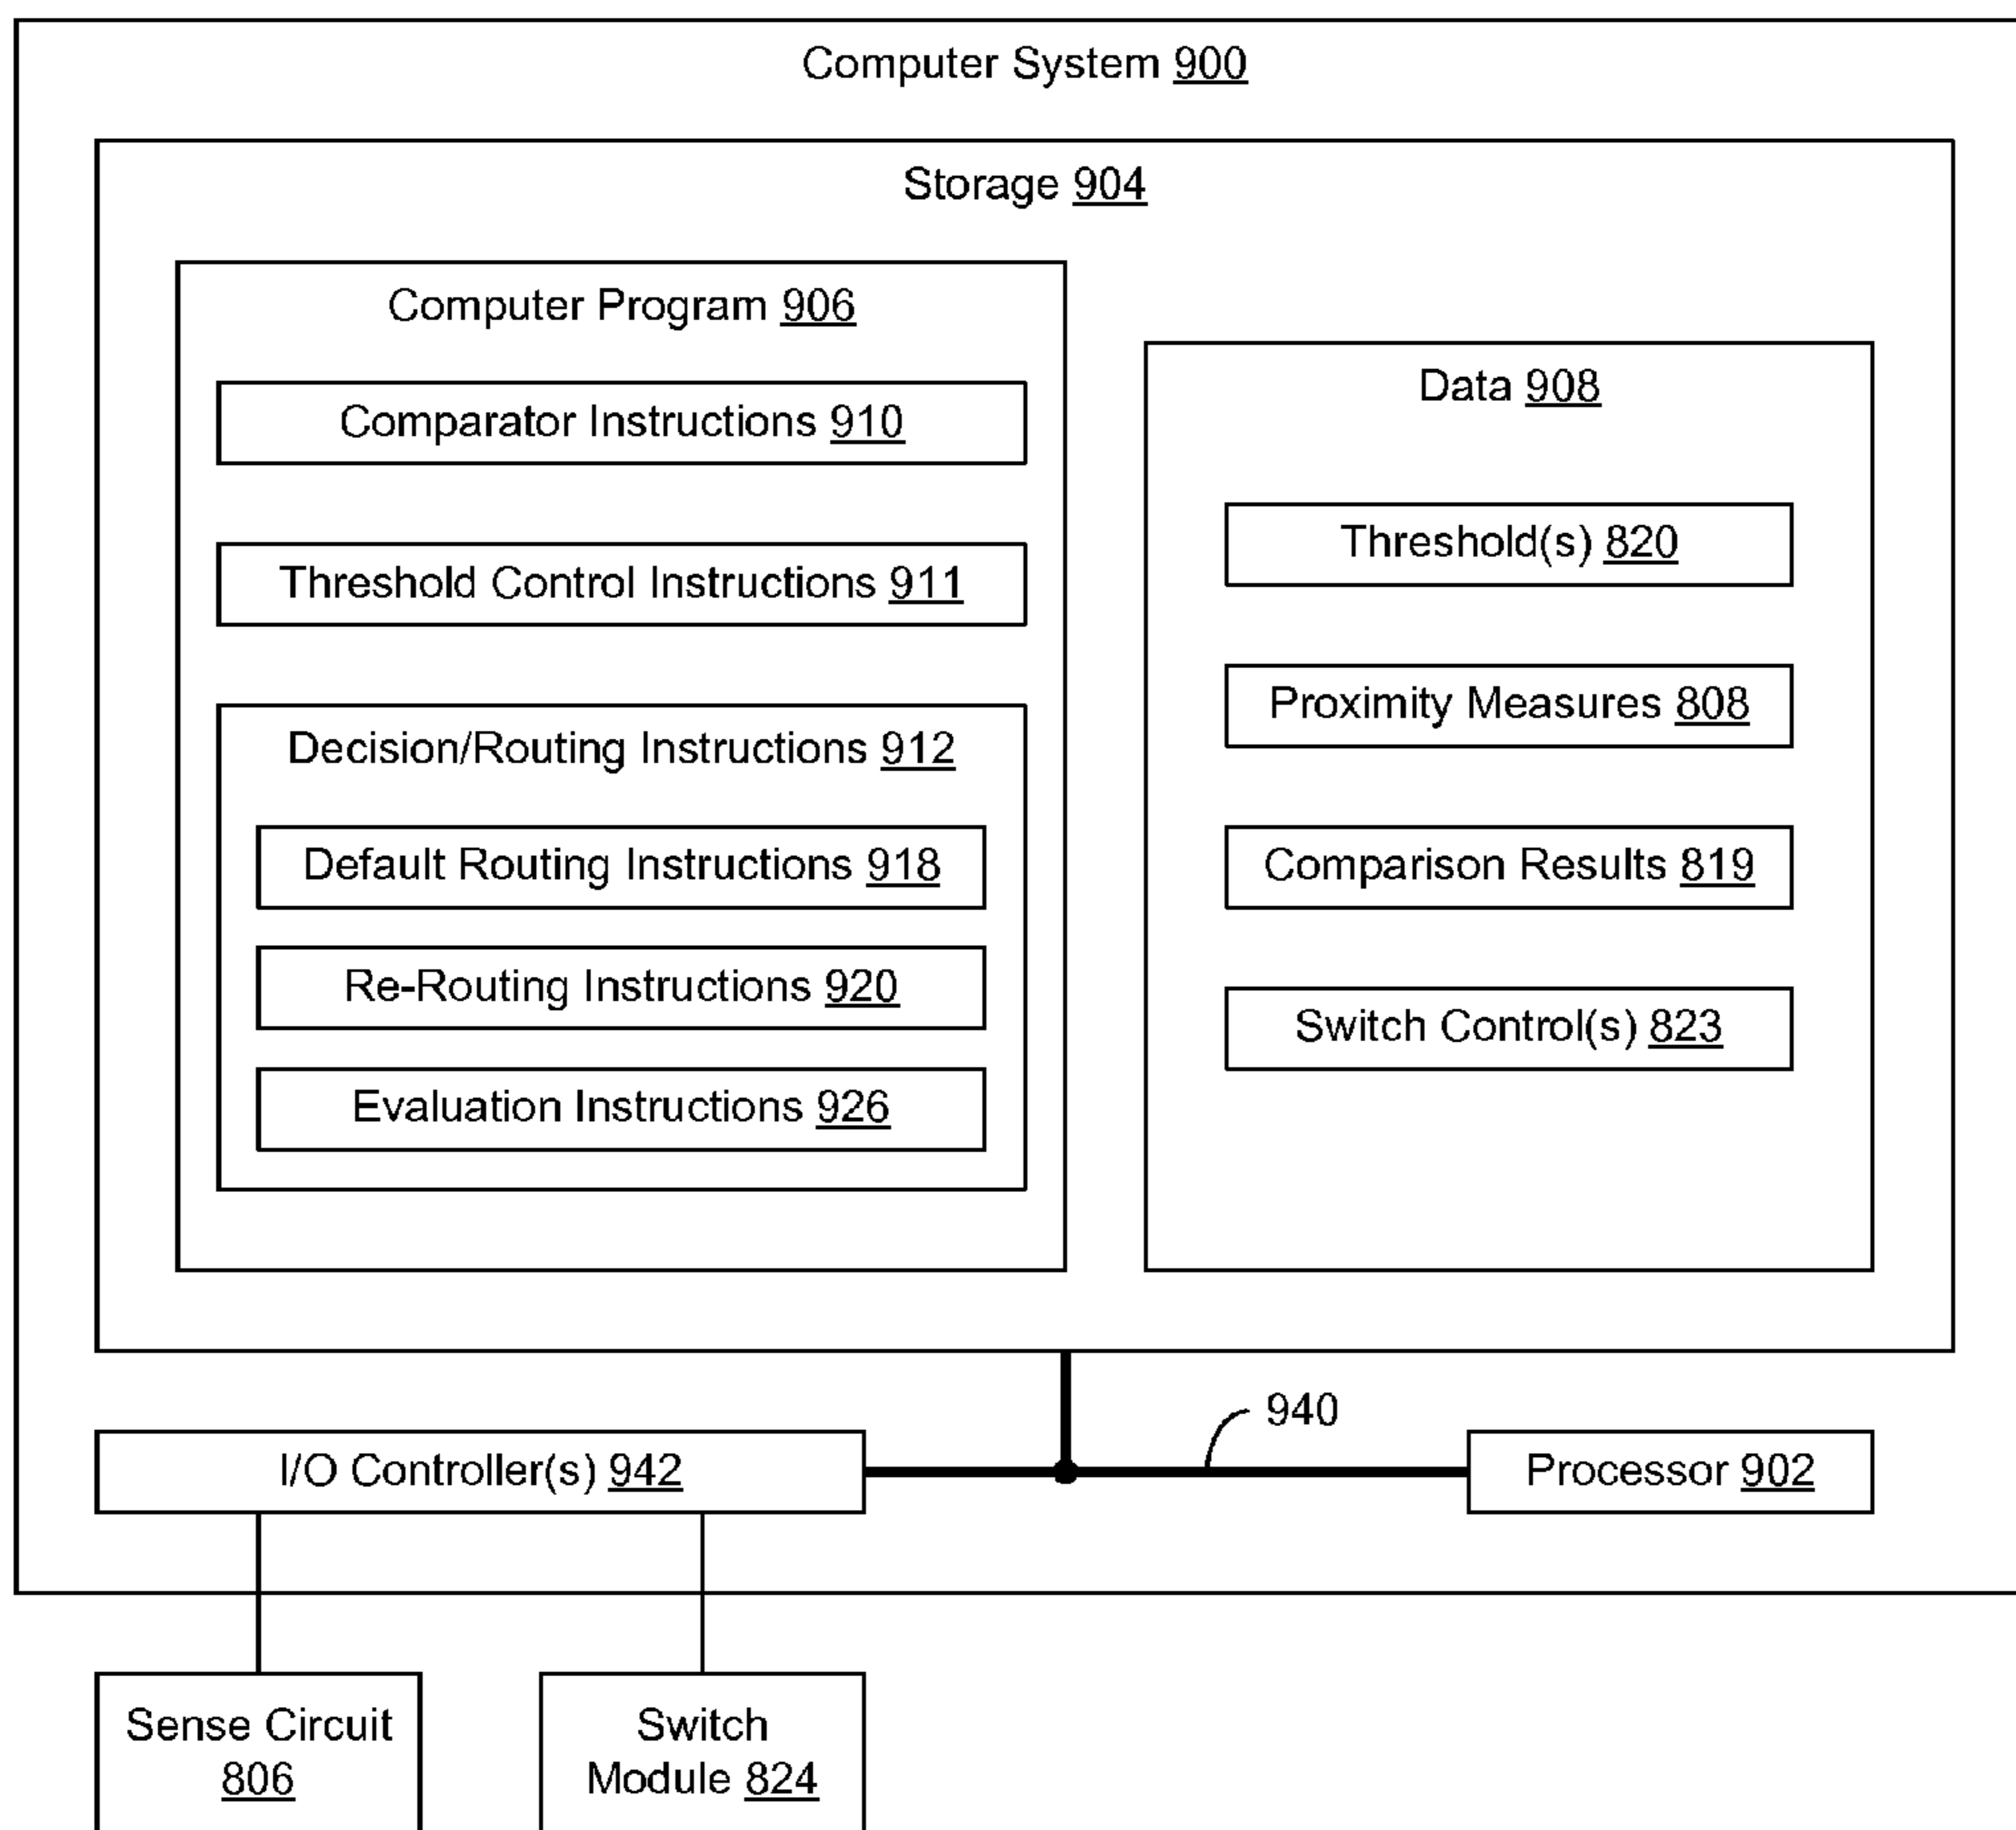 Computer System 900
Storage 904
Computer Program 906
Comparator Instructions 910
Threshold Control Instructions 911
Decision/Routing Instructions 912
Default Routing Instructions 918
Re-Routing Instructions 920
Evaluation Instructions 926
Data 908
Threshold(s) 820
Proximity Measures 808
Comparison Results 819
Switch Control(s) 823
940
I/O Controller(s) 942
Processor 902
Sense Circuit
806
Switch
Module 824